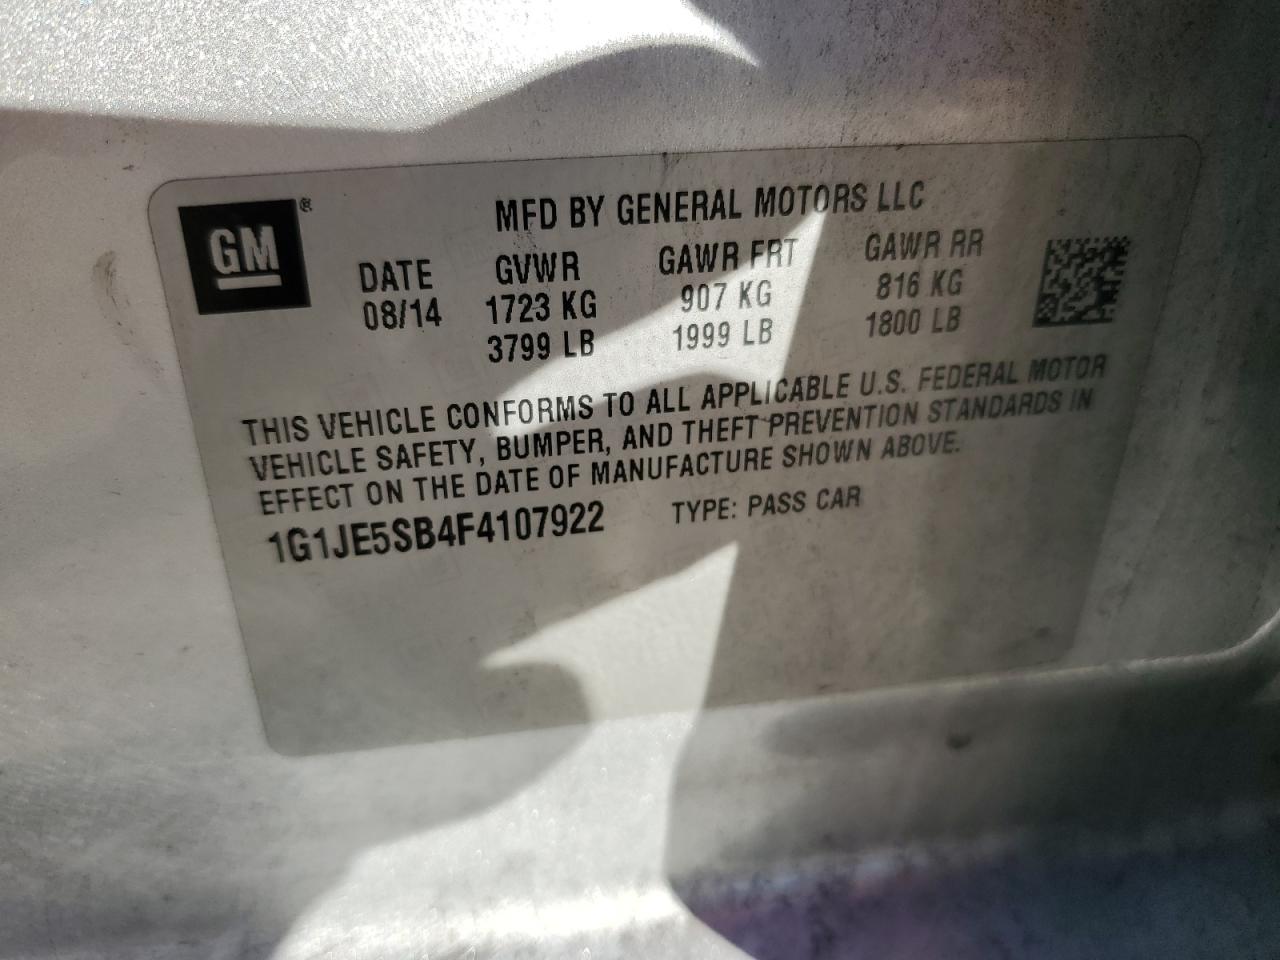 GM ®
MFD BY GENERAL MOTORS LLC
DATE GVWR GAWR FRT GAWR RR
08/14 1723 KG 907 KG 816 KG
3799 LB 1999 LB 1800 LB
THIS VEHICLE CONFORMS TO ALL APPLICABLE U.S. FEDERAL MOTOR
VEHICLE SAFETY, BUMPER, AND THEFT PREVENTION STANDARDS IN
EFFECT ON THE DATE OF MANUFACTURE SHOWN ABOVE.
1G1JE5SB4F4107922 TYPE: PASS CAR